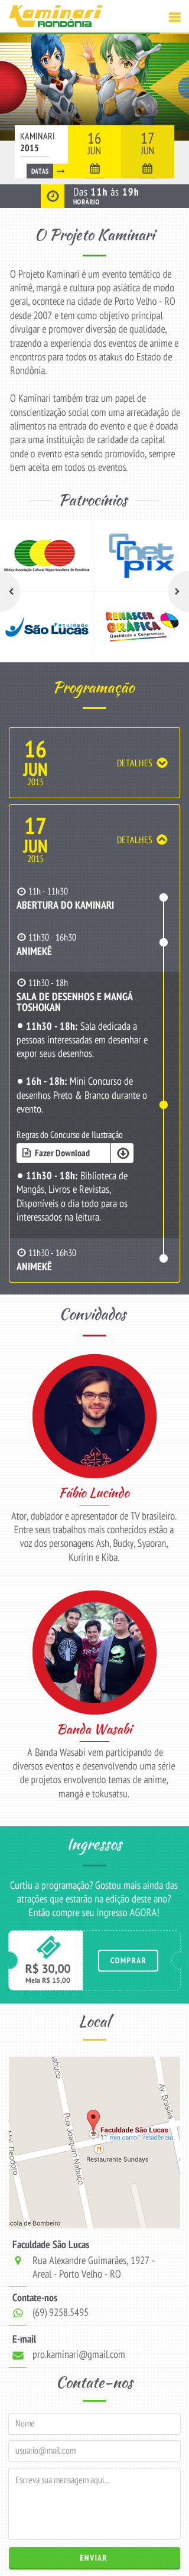 Kaminari
RONDÔNIA
KAMINARI
2015
DATAS
16
JUN
17
JUN
Das 11h às 19h
HORÁRIO
O Projeto Kaminari
O Projeto Kaminari é um evento temático de
animê, mangá e cultura pop asiática de modo
geral, acontece na cidade de Porto Velho - RO
desde 2007 e tem como objetivo principal
divulgar e promover diversão de qualidade,
trazendo a experiencia dos eventos de anime e
encontros para todos os atakus do Estado de
Rondônia.
O Kaminari também traz um papel de
conscientização social com uma arrecadação de
alimentos na entrada do evento e que é doada
para uma instituição de caridade da capital
onde o evento esta sendo promovido, sempre
bem aceita em todos os eventos.
Patrocínios
netpix
Faculdade
São Lucas
RENASCER
GRÁFICA
Qualidade e Compromisso
Programação
16
JUN
2015
DETALHES
17
JUN
2015
DETALHES
11h - 11h30
ABERTURA DO KAMINARI
11h30 - 16h30
ANIMEKÊ
11h30 - 18h
SALA DE DESENHOS E MANGÁ
TOSHOKAN
11h30 - 18h: Sala dedicada a
pessoas interessadas em desenhar e
expor seus desenhos.
16h - 18h: Mini Concurso de
desenhos Preto & Branco durante o
evento.
Regras do Concurso de Ilustração
Fazer Download
11h30 - 18h: Biblioteca de
Mangás, Livros e Revistas,
Disponíveis o dia todo para os
interessados na leitura.
11h30 - 16h30
ANIMEKÊ
Convidados
Fábio Lucindo
Ator, dublador e apresentador de TV brasileiro.
Entre seus trabalhos mais conhecidos estão a
voz dos personagens Ash, Bucky, Syaoran,
Kuririn e Kiba.
Banda Wasabi
A Banda Wasabi vem participando de
diversos eventos e desenvolvendo uma série
de projetos envolvendo temas de anime,
mangá e tokusatsu.
Ingressos
Curtiu a programação? Gostou mais ainda das
atrações que estarão na edição deste ano?
Então compre seu ingresso AGORA!
R$ 30,00
Meia R$ 15,00
COMPRAR
Local
Av. Brasília
Rua Joaquim Nabuco
Faculdade São Lucas
11 min carro - residência
Restaurante Sundays
scola de Bombeiro
Faculdade São Lucas
Rua Alexandre Guimarães, 1927 -
Areal - Porto Velho - RO
Contate-nos
(69) 9258.5495
E-mail
pro.kaminari@gmail.com
Contate-nos
Nome
usuario@mail.com
Escreva sua mensagem aqui...
ENVIAR